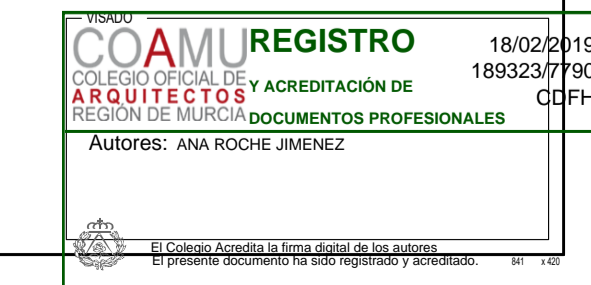 VISADO
COAMU
COLEGIO OFICIAL DE
ARQUITECTOS
REGIÓN DE MURCIA
REGISTRO
Y ACREDITACIÓN DE
DOCUMENTOS PROFESIONALES
18/02/2019
189323/7790
CDFH
Autores: ANA ROCHE JIMENEZ
El Colegio Acredita la firma digital de los autores
El presente documento ha sido registrado y acreditado.
841 x 420